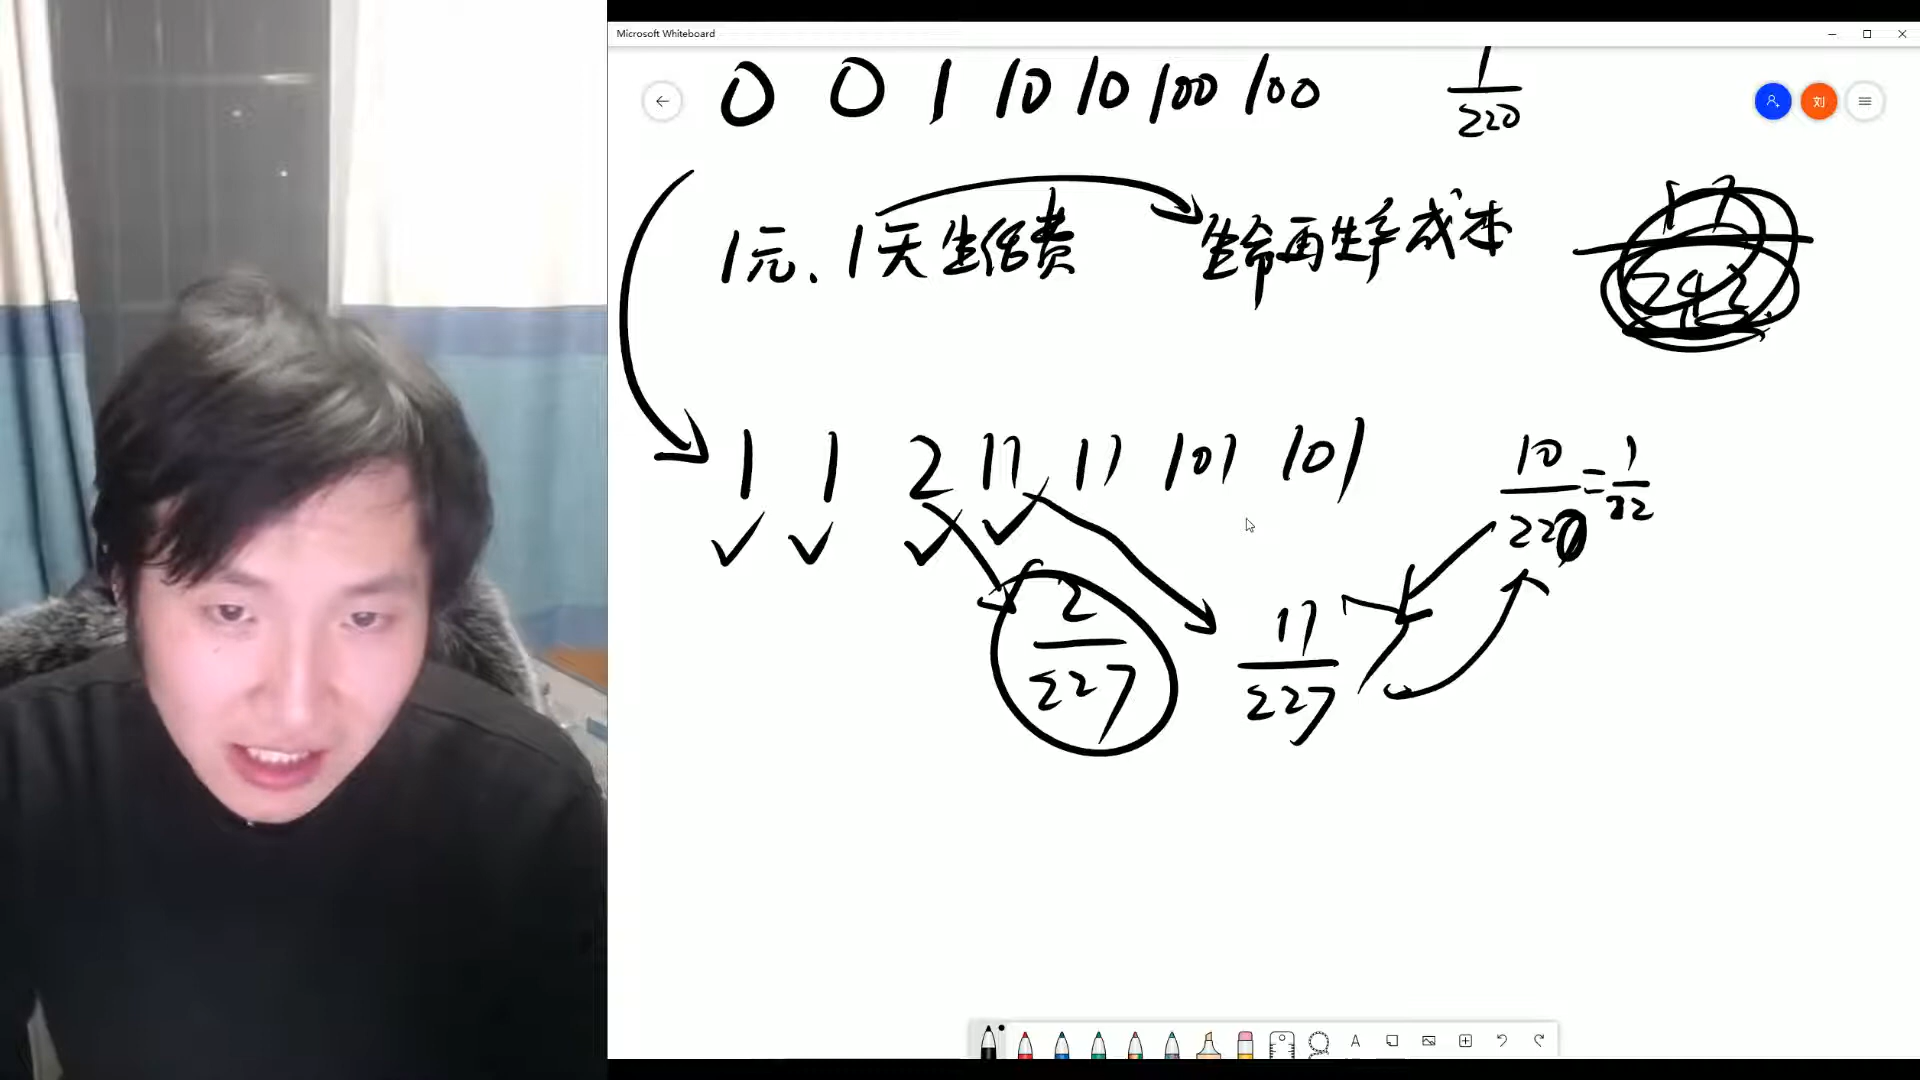 Microsoft Whiteboard
0 0 1 10 10 100 100 1/220
刘
1元、1天生活费 生命再生产成本
1 1 2 11 11 101 101 10/220=1/22
2/227 11/227
A